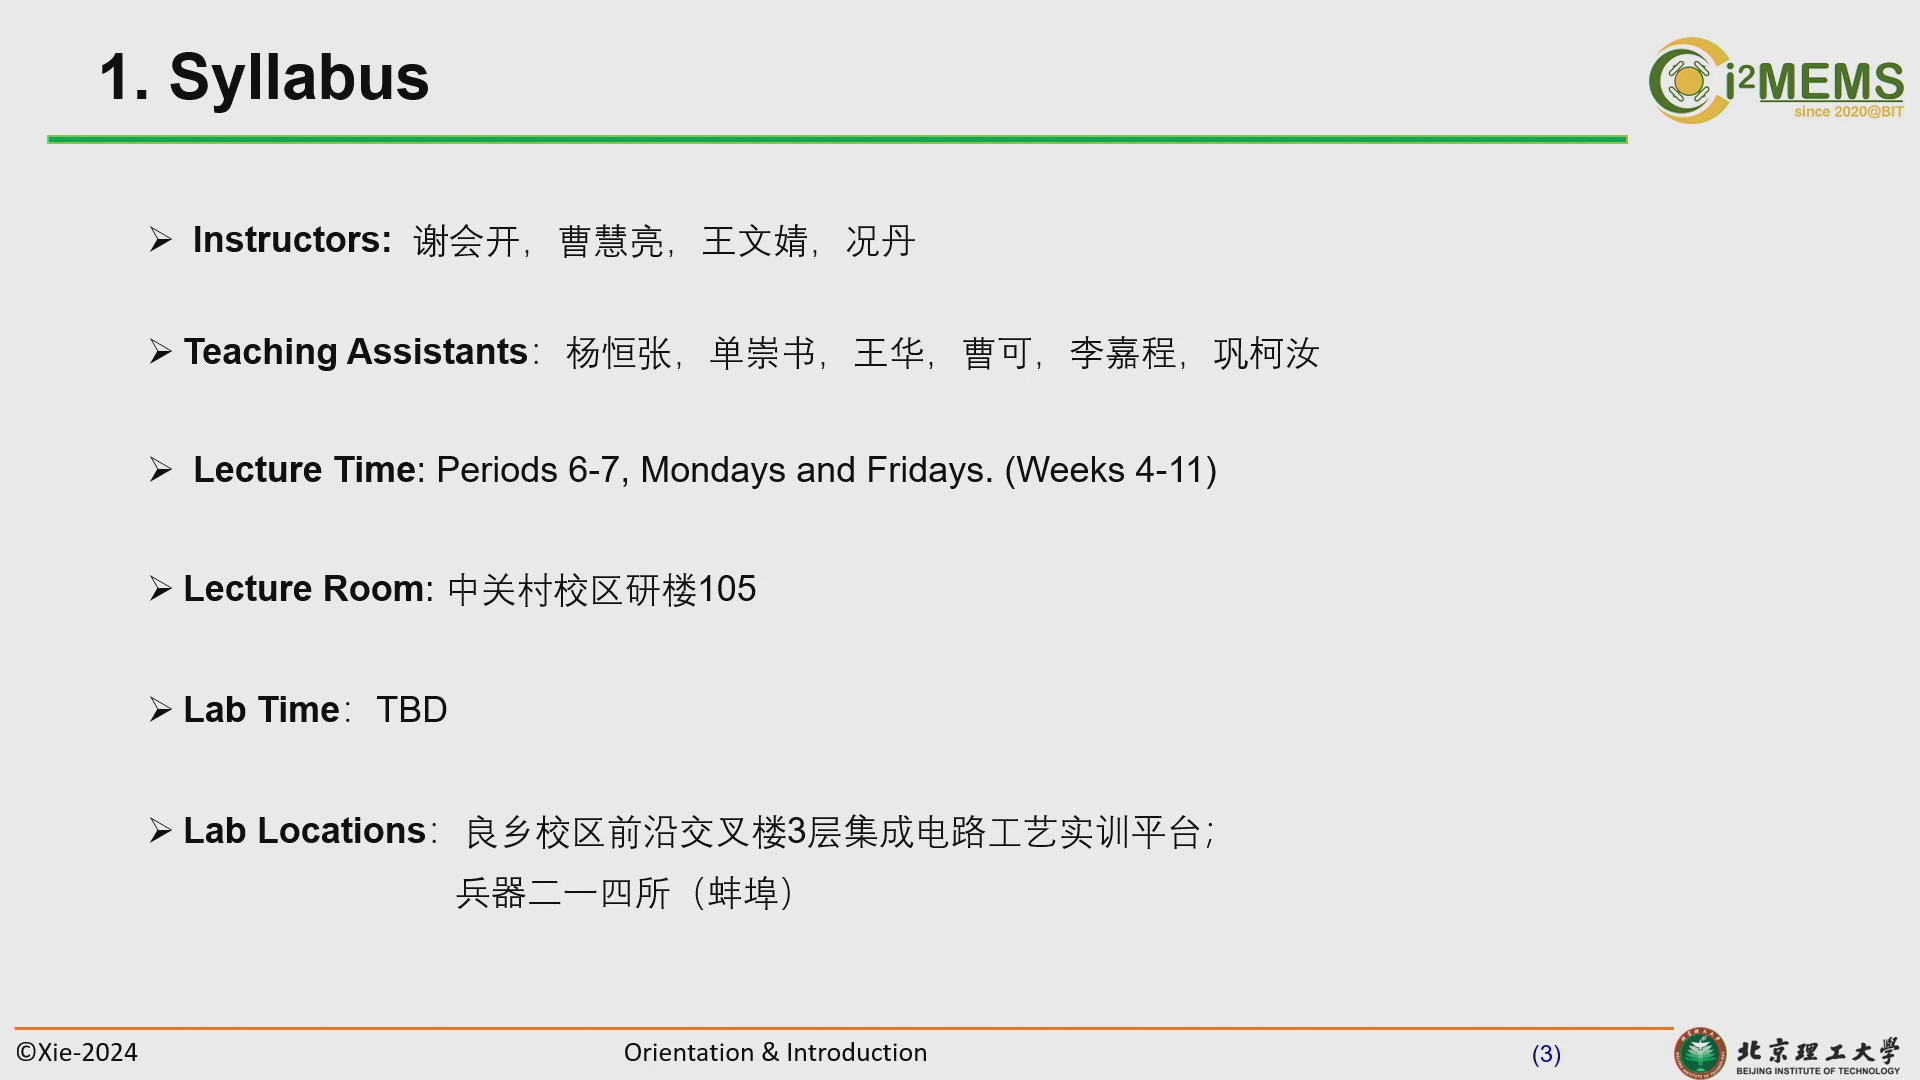 1. Syllabus
i²MEMS
since 2020@BIT
➢ Instructors: 谢会开，曹慧亮，王文婧，况丹
➢ Teaching Assistants：杨恒张，单崇书，王华，曹可，李嘉程，巩柯汝
➢ Lecture Time: Periods 6-7, Mondays and Fridays. (Weeks 4-11)
➢ Lecture Room: 中关村校区研楼105
➢ Lab Time：TBD
➢ Lab Locations：良乡校区前沿交叉楼3层集成电路工艺实训平台；
兵器二一四所（蚌埠）
©Xie-2024
Orientation & Introduction
(3)
北京理工大学
BEIJING INSTITUTE OF TECHNOLOGY